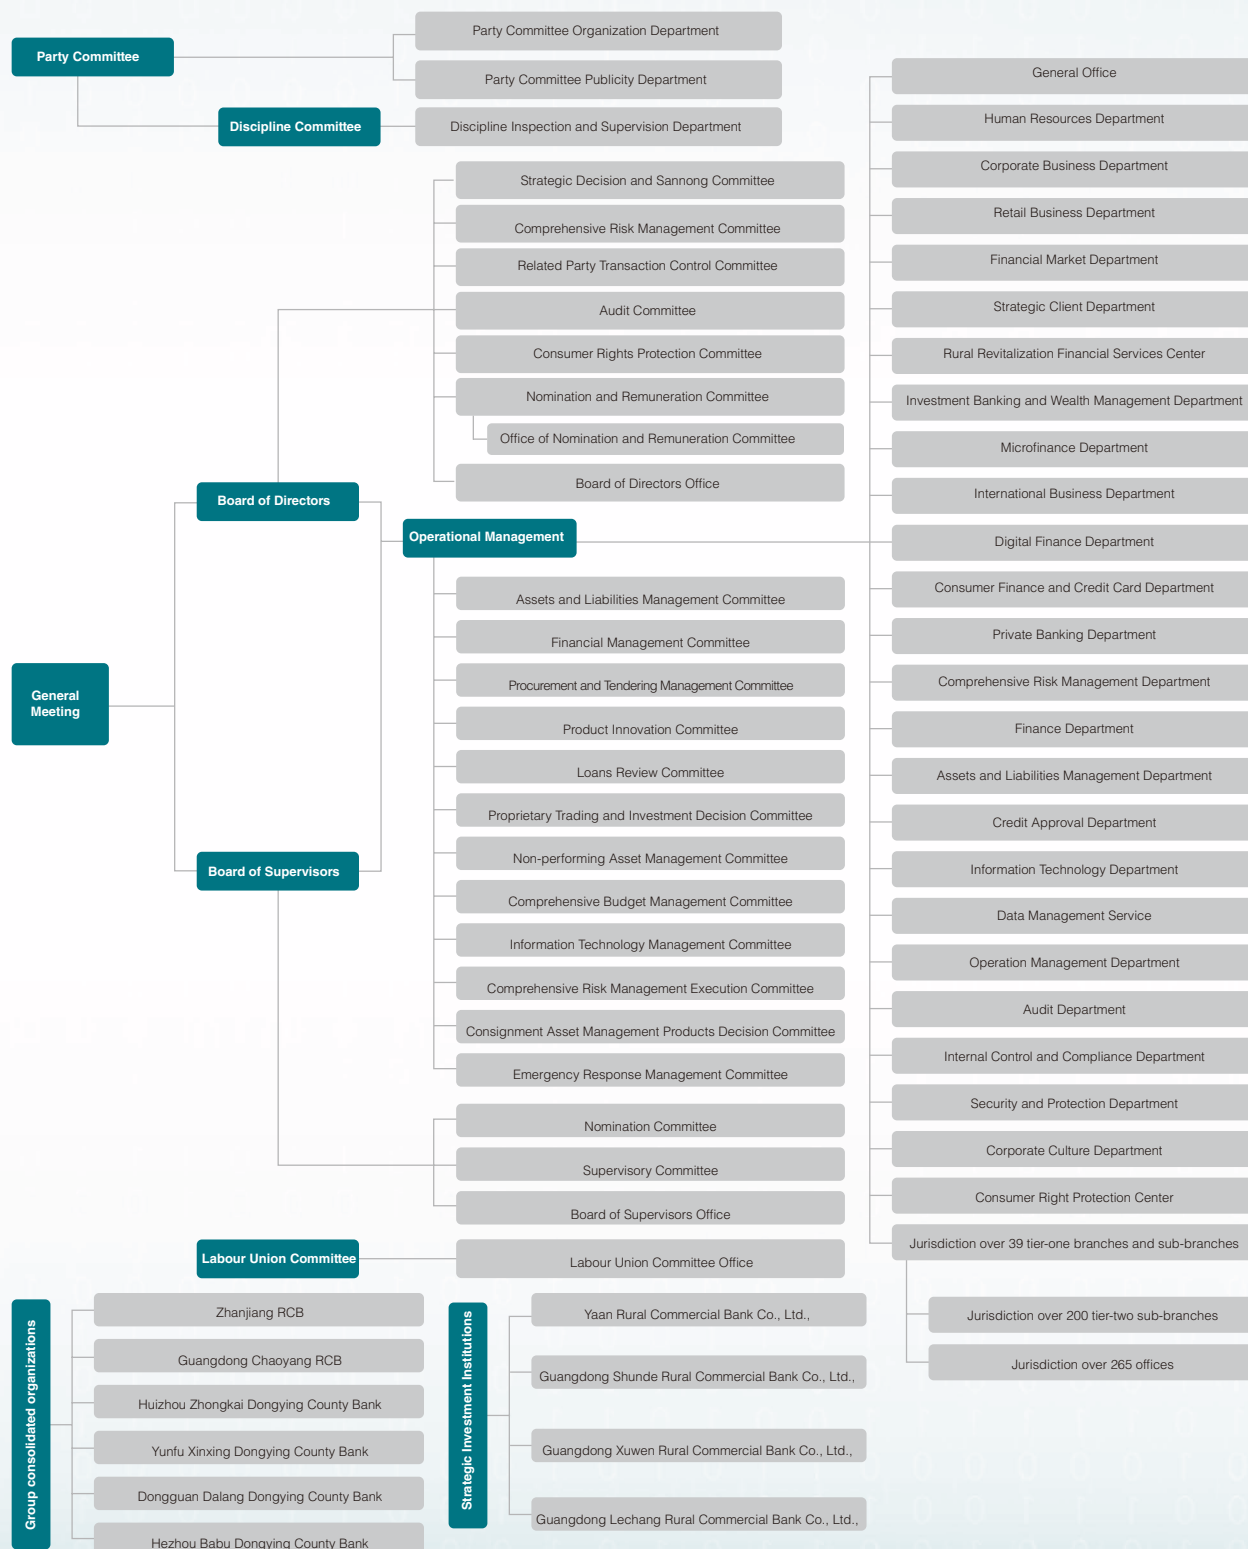 Party Committee
Party Committee Organization Department
Party Committee Publicity Department
Discipline Committee
Discipline Inspection and Supervision Department
General Meeting
Board of Directors
Strategic Decision and Sannong Committee
Comprehensive Risk Management Committee
Related Party Transaction Control Committee
Audit Committee
Consumer Rights Protection Committee
Nomination and Remuneration Committee
Office of Nomination and Remuneration Committee
Board of Directors Office
Operational Management
Assets and Liabilities Management Committee
Financial Management Committee
Procurement and Tendering Management Committee
Product Innovation Committee
Loans Review Committee
Proprietary Trading and Investment Decision Committee
Non-performing Asset Management Committee
Comprehensive Budget Management Committee
Information Technology Management Committee
Comprehensive Risk Management Execution Committee
Consignment Asset Management Products Decision Committee
Emergency Response Management Committee
Board of Supervisors
Nomination Committee
Supervisory Committee
Board of Supervisors Office
Labour Union Committee
Labour Union Committee Office
General Office
Human Resources Department
Corporate Business Department
Retail Business Department
Financial Market Department
Strategic Client Department
Rural Revitalization Financial Services Center
Investment Banking and Wealth Management Department
Microfinance Department
International Business Department
Digital Finance Department
Consumer Finance and Credit Card Department
Private Banking Department
Comprehensive Risk Management Department
Finance Department
Assets and Liabilities Management Department
Credit Approval Department
Information Technology Department
Data Management Service
Operation Management Department
Audit Department
Internal Control and Compliance Department
Security and Protection Department
Corporate Culture Department
Consumer Right Protection Center
Jurisdiction over 39 tier-one branches and sub-branches
Jurisdiction over 200 tier-two sub-branches
Jurisdiction over 265 offices
Group consolidated organizations
Zhanjiang RCB
Guangdong Chaoyang RCB
Huizhou Zhongkai Dongying County Bank
Yunfu Xinxing Dongying County Bank
Dongguan Dalang Dongying County Bank
Hezhou Babu Dongying County Bank
Strategic Investment Institutions
Yaan Rural Commercial Bank Co., Ltd.,
Guangdong Shunde Rural Commercial Bank Co., Ltd.,
Guangdong Xuwen Rural Commercial Bank Co., Ltd.,
Guangdong Lechang Rural Commercial Bank Co., Ltd.,